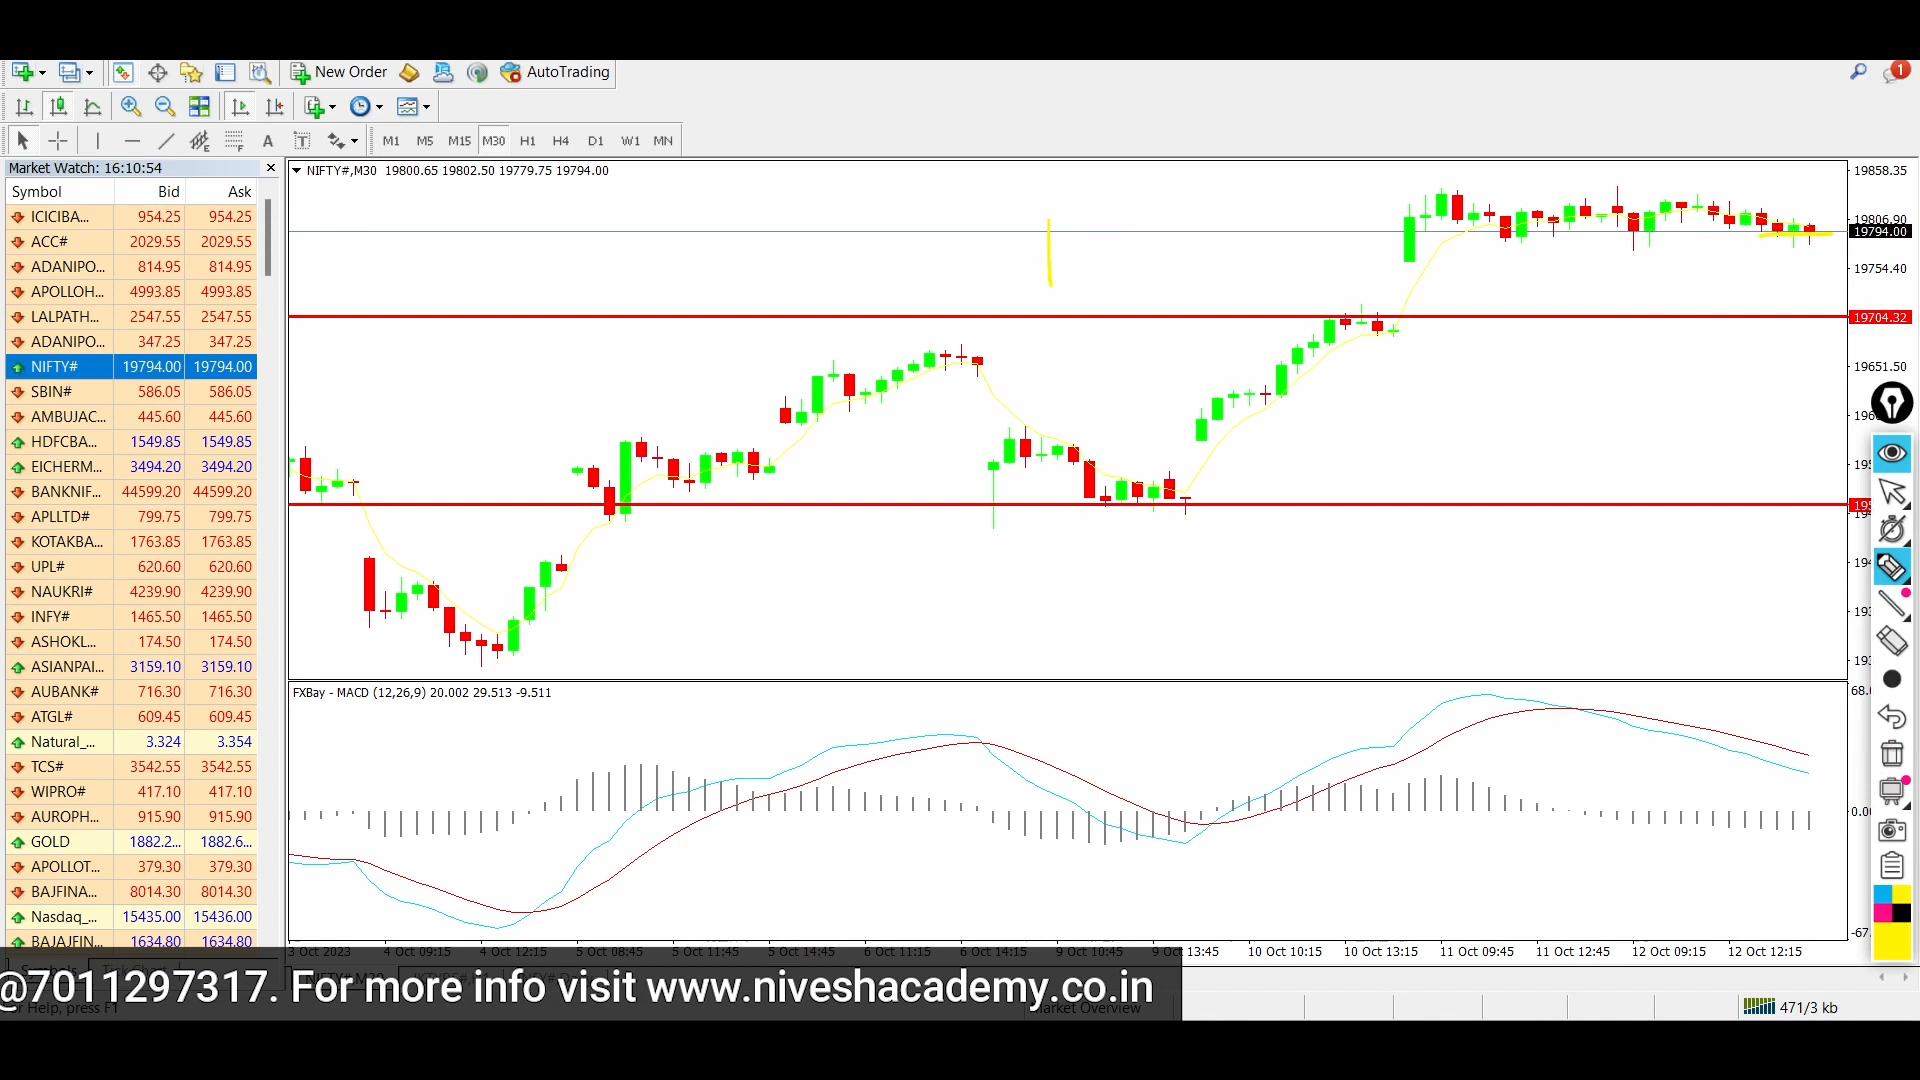 New Order
AutoTrading
1
A
T
M1 M5 M15 M30 H1 H4 D1 W1 MN
Market Watch: 16:10:54
Symbol Bid Ask
ICICIBA... 954.25 954.25
ACC# 2029.55 2029.55
ADANIPO... 814.95 814.95
APOLLOH... 4993.85 4993.85
LALPATH... 2547.55 2547.55
ADANIPO... 347.25 347.25
NIFTY# 19794.00 19794.00
SBIN# 586.05 586.05
AMBUJAC... 445.60 445.60
HDFCBA... 1549.85 1549.85
EICHERM... 3494.20 3494.20
BANKNIF... 44599.20 44599.20
APLLTD# 799.75 799.75
KOTAKBA... 1763.85 1763.85
UPL# 620.60 620.60
NAUKRI# 4239.90 4239.90
INFY# 1465.50 1465.50
ASHOKL... 174.50 174.50
ASIANPAI... 3159.10 3159.10
AUBANK# 716.30 716.30
ATGL# 609.45 609.45
Natural_... 3.324 3.354
TCS# 3542.55 3542.55
WIPRO# 417.10 417.10
AUROPH... 915.90 915.90
GOLD 1882.2... 1882.6...
APOLLOT... 379.30 379.30
BAJFINA... 8014.30 8014.30
Nasdaq_... 15435.00 15436.00
BAJAJFIN... 1634.80 1634.80
NIFTY#,M30 19800.65 19802.50 19779.75 19794.00
19858.35
19806.90
19794.00
19754.40
19704.32
19651.50
FXBay - MACD (12,26,9) 20.002 29.513 -9.511
3 Oct 2023 4 Oct 09:15 4 Oct 12:15 5 Oct 08:45 5 Oct 11:45 5 Oct 14:45 6 Oct 11:15 6 Oct 14:15 9 Oct 10:45 9 Oct 13:45 10 Oct 10:15 10 Oct 13:15 11 Oct 09:45 11 Oct 12:45 12 Oct 09:15 12 Oct 12:15
@7011297317. For more info visit www.niveshacademy.co.in
Help, press F1
Market Overview
471/3 kb